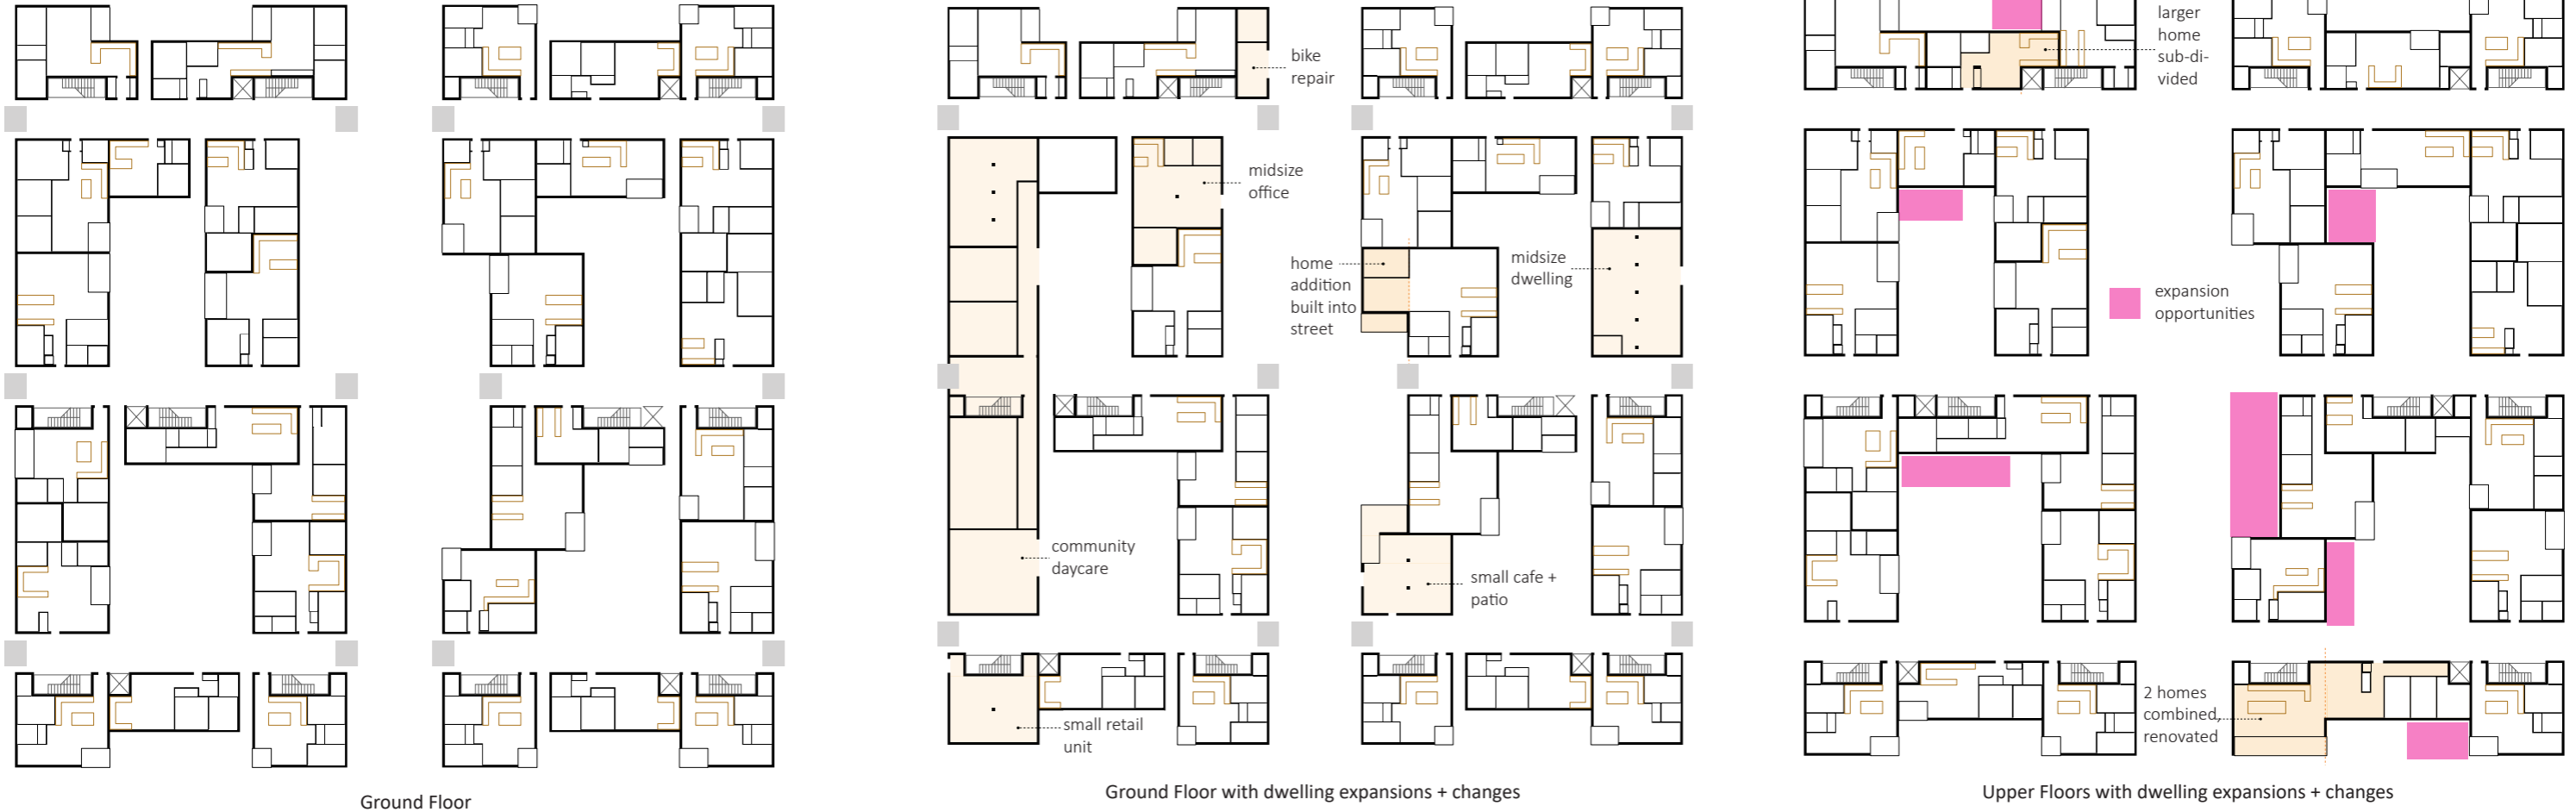 bike
repair
midsize
office
home
addition
built into
street
midsize
dwelling
community
daycare
small cafe +
patio
small retail
unit
larger
home
sub-di-
vided
expansion
opportunities
2 homes
combined,
renovated
Ground Floor
Ground Floor with dwelling expansions + changes
Upper Floors with dwelling expansions + changes